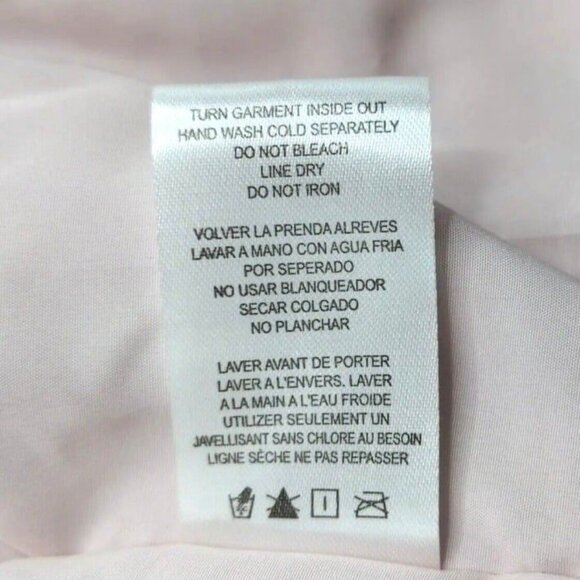 TURN GARMENT INSIDE OUT
HAND WASH COLD SEPARATELY
DO NOT BLEACH
LINE DRY
DO NOT IRON
VOLVER LA PRENDA ALREVES
LAVAR A MANO CON AGUA FRIA
POR SEPERADO
NO USAR BLANQUEADOR
SECAR COLGADO
NO PLANCHAR
LAVER AVANT DE PORTER
LAVER A L'ENVERS. LAVER
A LA MAIN A L'EAU FROIDE
UTILIZER SEULEMENT UN
JAVELLISANT SANS CHLORE AU BESOIN
LIGNE SÈCHE NE PAS REPASSER